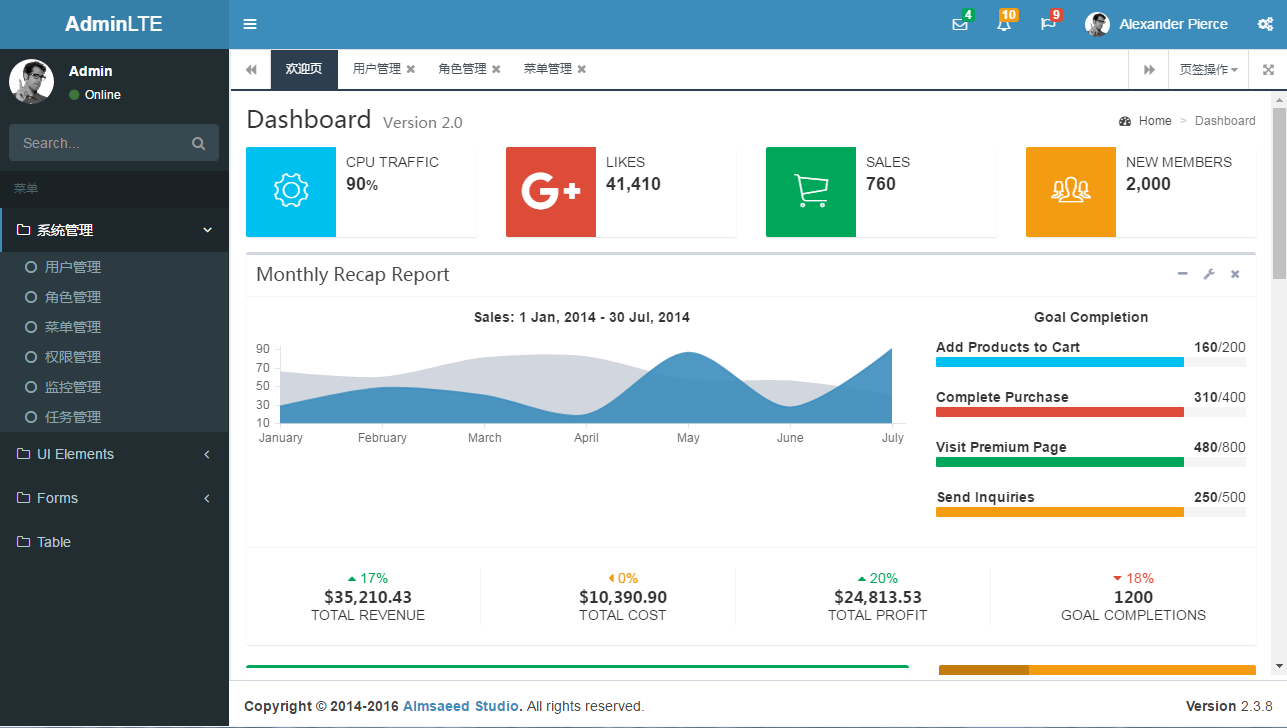 AdminLTE
4
10
9
Alexander Pierce
Admin
Online
Search...
菜单
系统管理
用户管理
角色管理
菜单管理
权限管理
监控管理
任务管理
UI Elements
Forms
Table
欢迎页
用户管理
角色管理
菜单管理
页签操作
Dashboard Version 2.0
Home > Dashboard
CPU TRAFFIC
90%
G+
LIKES
41,410
SALES
760
NEW MEMBERS
2,000
Monthly Recap Report
Sales: 1 Jan, 2014 - 30 Jul, 2014
90
70
50
30
10
January February March April May June July
Goal Completion
Add Products to Cart 160/200
Complete Purchase 310/400
Visit Premium Page 480/800
Send Inquiries 250/500
17%
$35,210.43
TOTAL REVENUE
0%
$10,390.90
TOTAL COST
20%
$24,813.53
TOTAL PROFIT
18%
1200
GOAL COMPLETIONS
Copyright © 2014-2016 Almsaeed Studio. All rights reserved.
Version 2.3.8